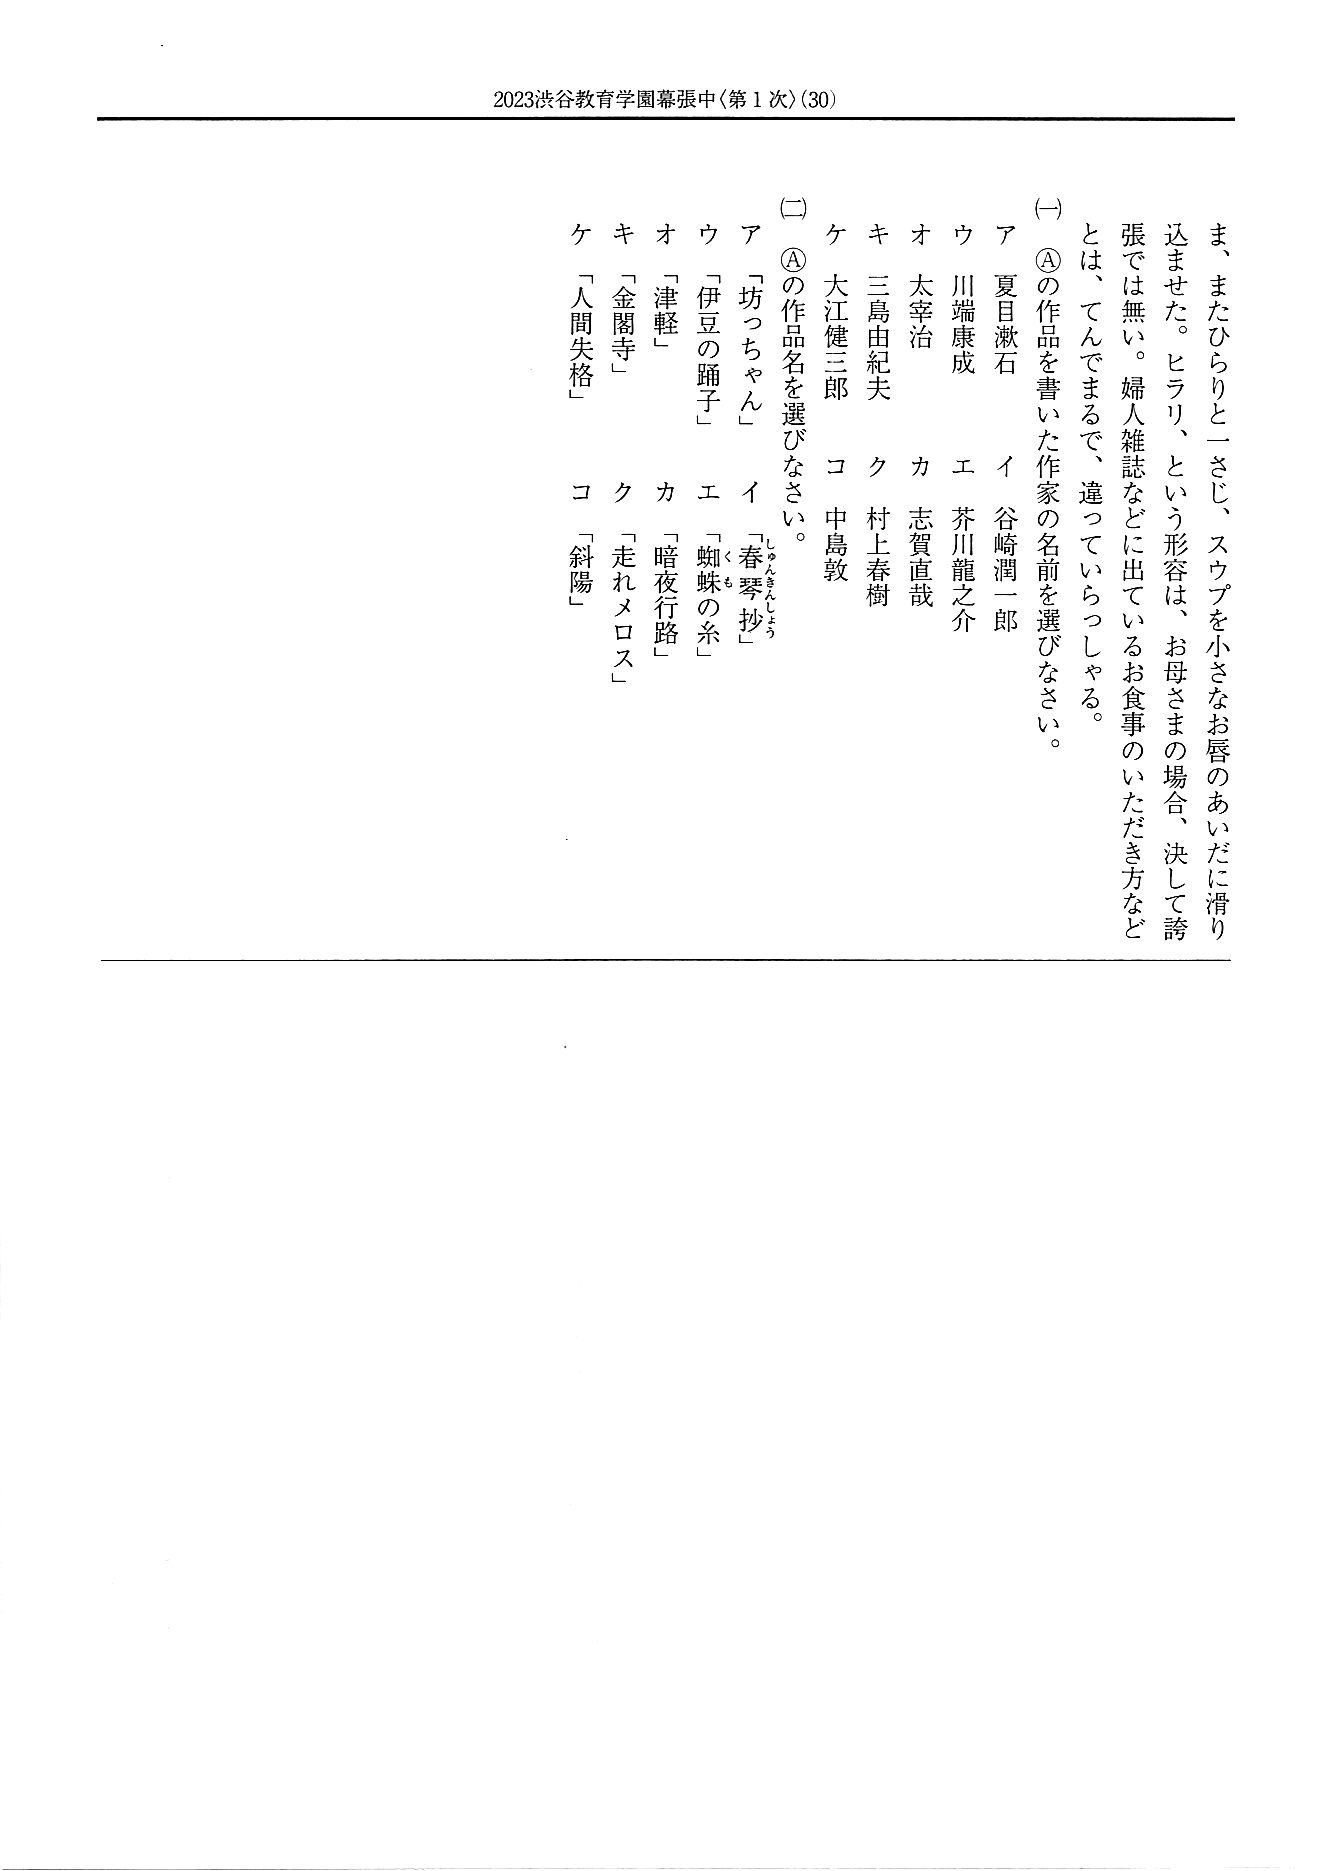 2023渋谷教育学園幕張中〈第1次〉(30)
ま、またひらりと一さじ、スウプを小さなお唇のあいだに滑り
込ませた。ヒラリ、という形容は、お母さまの場合、決して誇
張では無い。婦人雑誌などに出ているお食事のいただき方など
とは、てんでまるで、違っていらっしゃる。
㈠ Ⓐの作品を書いた作家の名前を選びなさい。
ア 夏目漱石 イ 谷崎潤一郎
ウ 川端康成 エ 芥川龍之介
オ 太宰治 カ 志賀直哉
キ 三島由紀夫 ク 村上春樹
ケ 大江健三郎 コ 中島敦
㈡ Ⓐの作品名を選びなさい。
ア 「坊っちゃん」 イ 「春琴抄」
しゅんきんしょう
ウ 「伊豆の踊子」 エ 「蜘蛛の糸」
くも
オ 「津軽」 カ 「暗夜行路」
キ 「金閣寺」 ク 「走れメロス」
ケ 「人間失格」 コ 「斜陽」